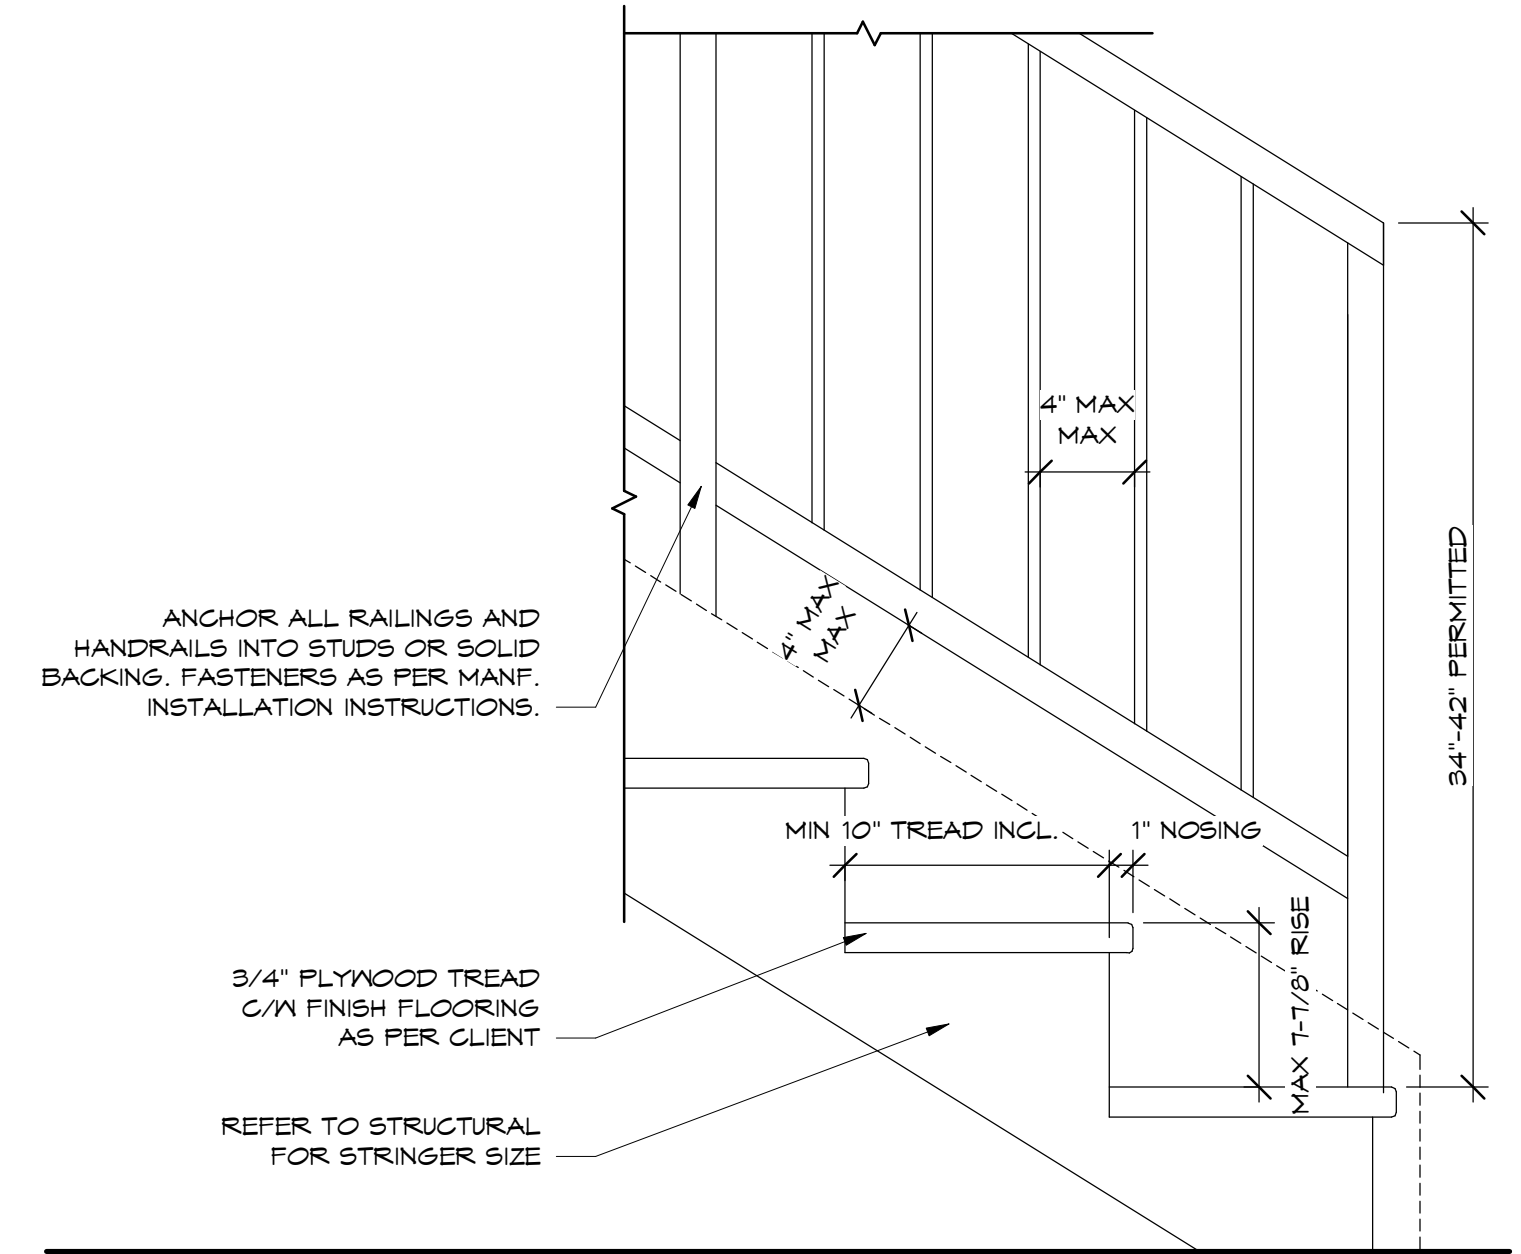 4" MAX
MAX
ANCHOR ALL RAILINGS AND
HANDRAILS INTO STUDS OR SOLID
BACKING. FASTENERS AS PER MANF.
INSTALLATION INSTRUCTIONS.
4" MAX
MAX
34"-42" PERMITTED
MIN 10" TREAD INCL.
1" NOSING
MAX 7-7/8" RISE
3/4" PLYWOOD TREAD
C/W FINISH FLOORING
AS PER CLIENT
REFER TO STRUCTURAL
FOR STRINGER SIZE